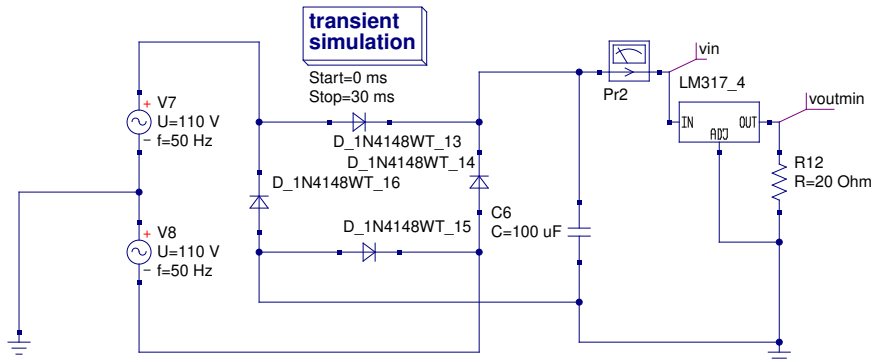 transient
simulation
Start=0 ms
Stop=30 ms
vin
Pr2
LM317_4
voutmin
IN
OUT
ADJ
+
V7
U=110 V
− f=50 Hz
D_1N4148WT_13
D_1N4148WT_14
D_1N4148WT_16
R12
R=20 Ohm
+
V8
U=110 V
− f=50 Hz
D_1N4148WT_15
C6
C=100 uF